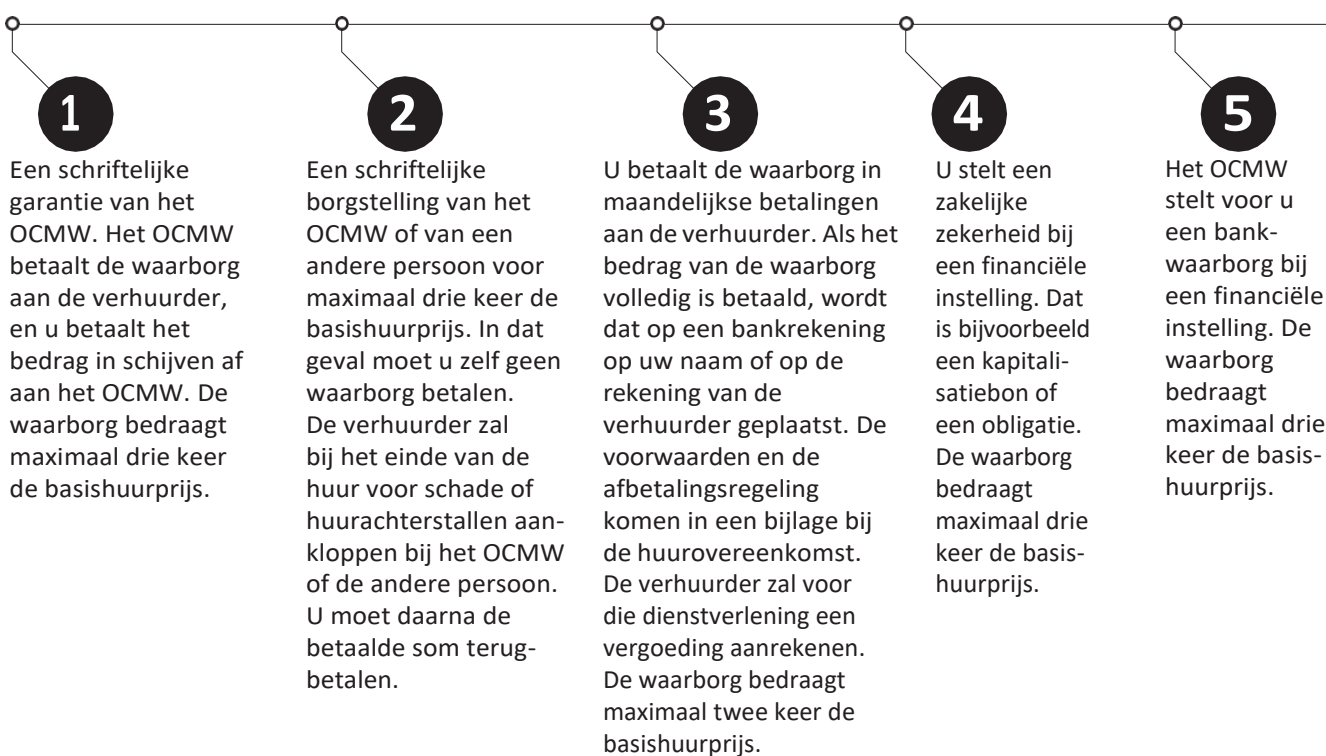 1
Een schriftelijke
garantie van het
OCMW. Het OCMW
betaalt de waarborg
aan de verhuurder,
en u betaalt het
bedrag in schijven af
aan het OCMW. De
waarborg bedraagt
maximaal drie keer
de basishuurprijs.
2
Een schriftelijke
borgstelling van het
OCMW of van een
andere persoon voor
maximaal drie keer de
basishuurprijs. In dat
geval moet u zelf geen
waarborg betalen.
De verhuurder zal
bij het einde van de
huur voor schade of
huurachterstallen aan-
kloppen bij het OCMW
of de andere persoon.
U moet daarna de
betaalde som terug-
betalen.
3
U betaalt de waarborg in
maandelijkse betalingen
aan de verhuurder. Als het
bedrag van de waarborg
volledig is betaald, wordt
dat op een bankrekening
op uw naam of op de
rekening van de
verhuurder geplaatst. De
voorwaarden en de
afbetalingsregeling
komen in een bijlage bij
de huurovereenkomst.
De verhuurder zal voor
die dienstverlening een
vergoeding aanrekenen.
De waarborg bedraagt
maximaal twee keer de
basishuurprijs.
4
U stelt een
zakelijke
zekerheid bij
een financiële
instelling. Dat
is bijvoorbeeld
een kapitali-
satiebon of
een obligatie.
De waarborg
bedraagt
maximaal drie
keer de basis-
huurprijs.
5
Het OCMW
stelt voor u
een bank-
waarborg bij
een financiële
instelling. De
waarborg
bedraagt
maximaal drie
keer de basis-
huurprijs.